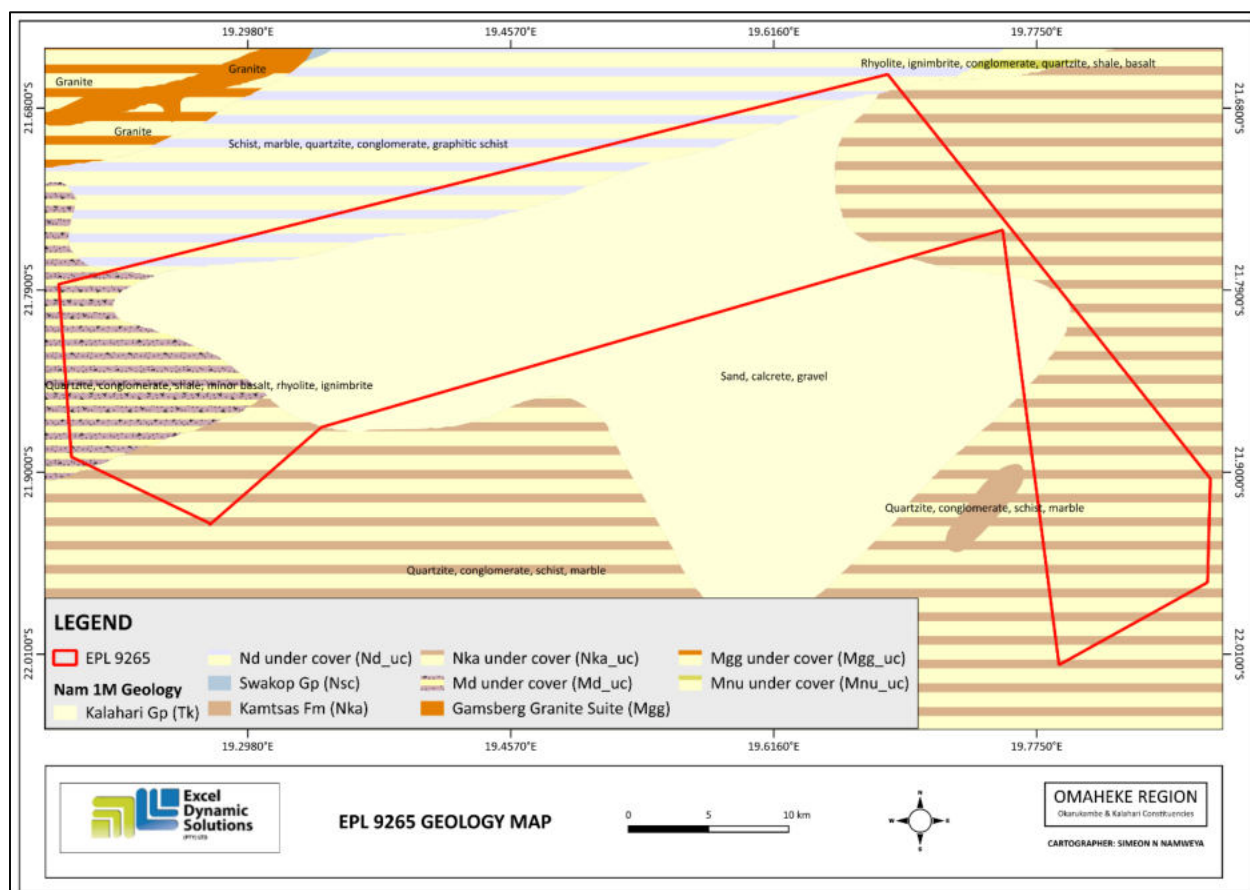 19.2980°E 19.4570°E 19.6160°E 19.7750°E
Rhyolite, ignimbrite, conglomerate, quartzite, shale, basalt
Granite
Granite
21.6800°S 21.6800°S
Granite
Schist, marble, quartzite, conglomerate, graphitic schist
21.7900°S 21.7900°S
Sand, calcrete, gravel
Quartzite, conglomerate, shale; minor basalt, rhyolite, ignimbrite
21.9000°S 21.9000°S
Quartzite, conglomerate, schist, marble
Quartzite, conglomerate, schist, marble
22.0100°S 22.0100°S
LEGEND
EPL 9265
Nam 1M Geology
Kalahari Gp (Tk)
Nd under cover (Nd_uc)
Swakop Gp (Nsc)
Kamtsas Fm (Nka)
Nka under cover (Nka_uc)
Md under cover (Md_uc)
Gamsberg Granite Suite (Mgg)
Mgg under cover (Mgg_uc)
Mnu under cover (Mnu_uc)
19.2980°E 19.4570°E 19.6160°E 19.7750°E
Excel
Dynamic
Solutions
(PTY) LTD
EPL 9265 GEOLOGY MAP
0 5 10 km
N
W E
S
OMAHEKE REGION
Okarukambe & Kalahari Constituencies
CARTOGRAPHER: SIMEON N NAMWEYA